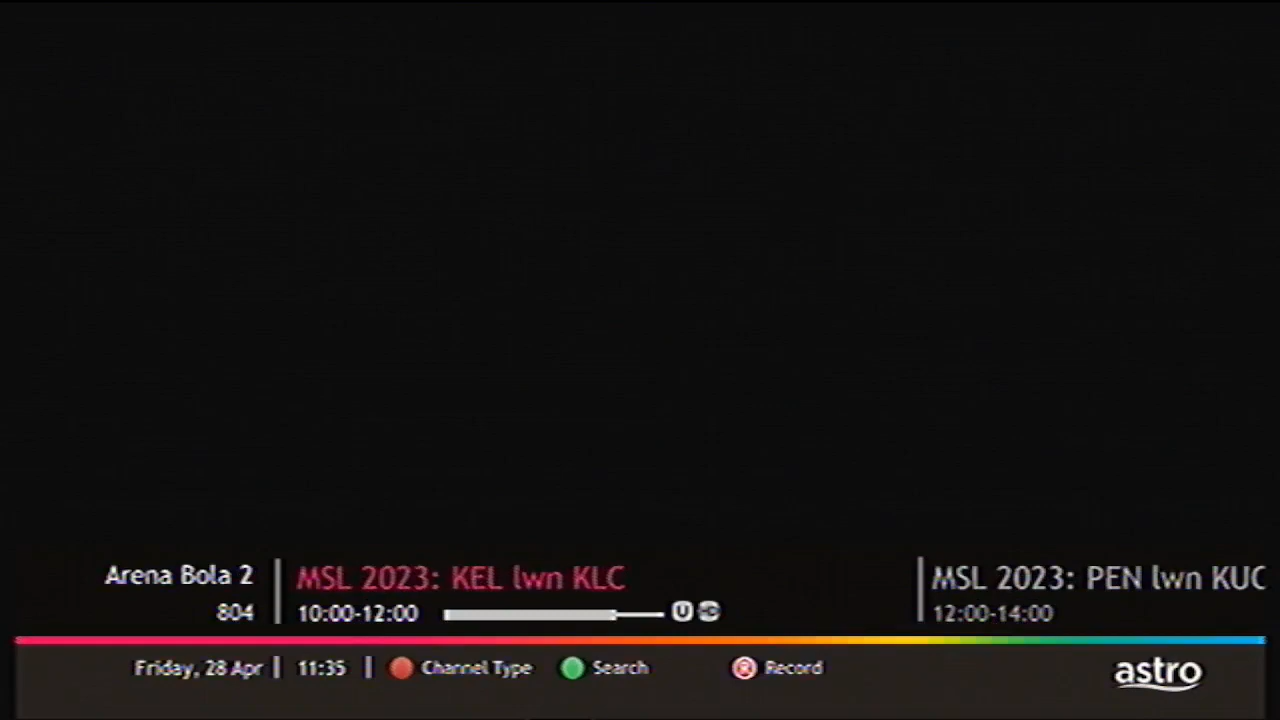 Arena Bola 2
804
MSL 2023: KEL lwn KLC
10:00-12:00 U HD
MSL 2023: PEN lwn KUC
12:00-14:00
Friday, 28 Apr 11:35 Channel Type Search R Record
astro